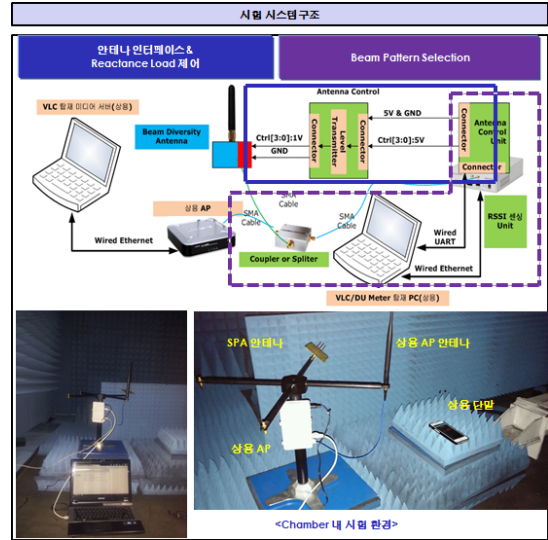 시험 시스템 구조
안테나 인터페이스 &
Reactance Load 제어
Beam Pattern Selection
Antenna Control
VLC 탑재 미디어 서버(상용)
Beam Diversity
Antenna
Ctrl[3:0]:1V
GND
Connector
Level
Transmitter
Connector
5V & GND
Ctrl[3:0]:5V
Connector
Antenna
Control
Unit
Connector
상용 AP
SMA
Cable
SMA
Cable
SMA
Cable
Coupler or Spliter
Wired
UART
RSSI 센싱
Unit
Wired Ethernet
Wired Ethernet
VLC/DU Meter 탑재 PC(상용)
SPA 안테나
상용 AP 안테나
상용 단말
상용 AP
<Chamber 내 시험 환경>